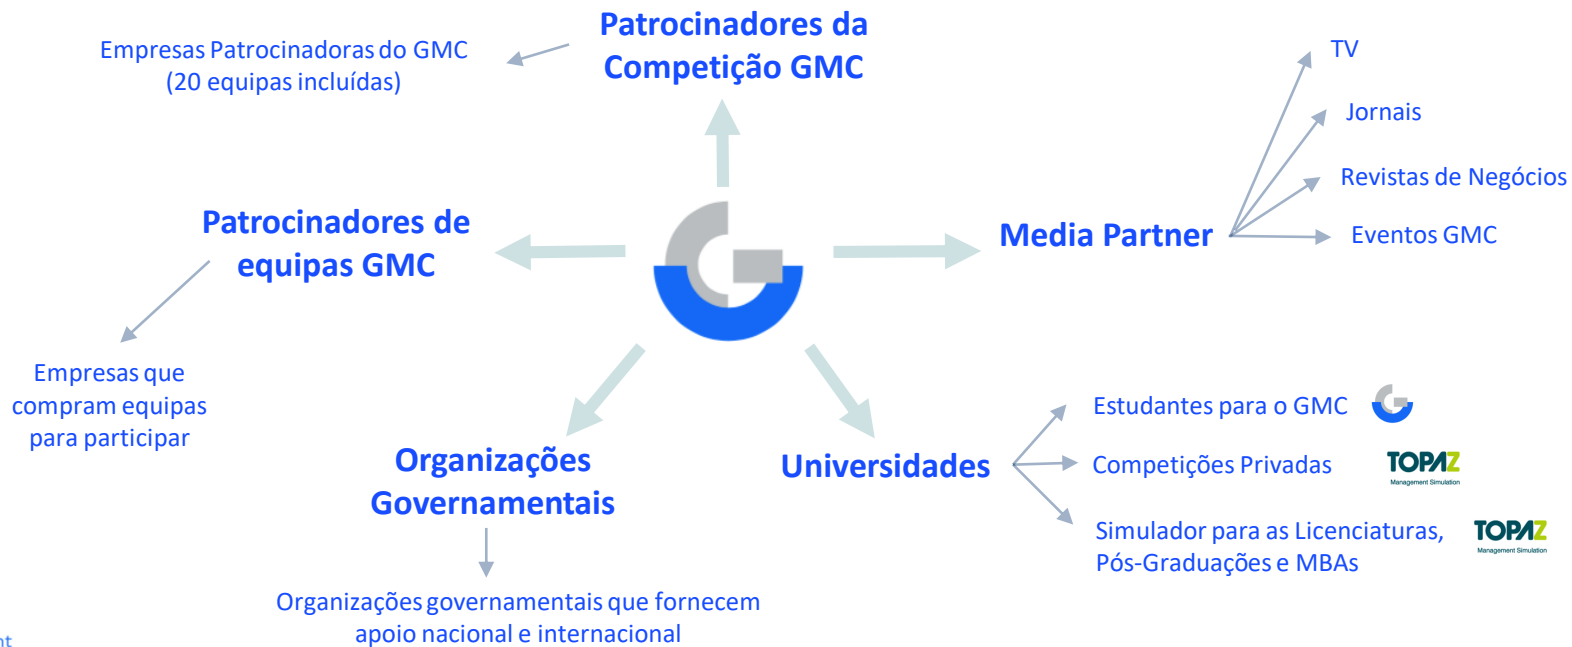 Patrocinadores da
Competição GMC
Empresas Patrocinadoras do GMC
(20 equipas incluídas)
TV
Jornais
Revistas de Negócios
Eventos GMC
Media Partner
Patrocinadores de
equipas GMC
Empresas que
compram equipas
para participar
Organizações
Governamentais
Organizações governamentais que fornecem
apoio nacional e internacional
Universidades
Estudantes para o GMC
Competições Privadas
TOPAZ
Management Simulation
Simulador para as Licenciaturas,
Pós-Graduações e MBAs
TOPAZ
Management Simulation
nt